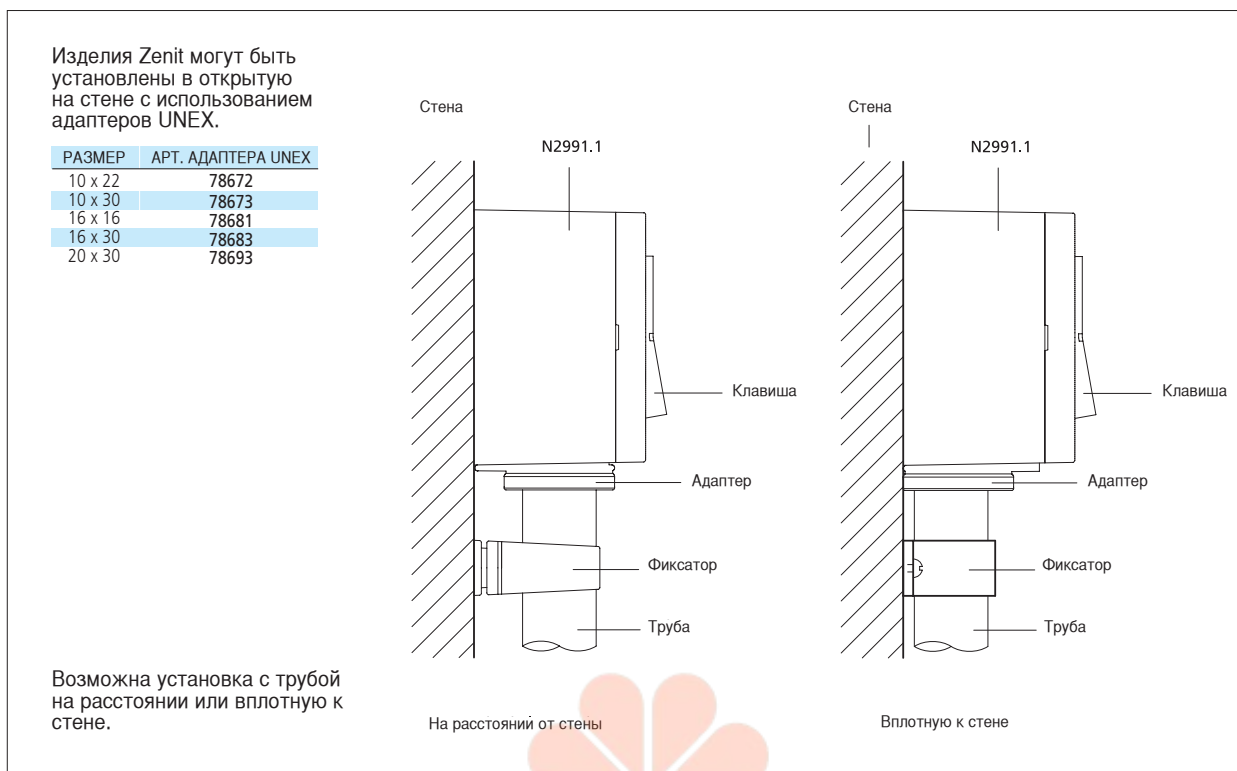 Изделия Zenit могут быть
установлены в открытую
на стене с использованием
адаптеров UNEX.
РАЗМЕР АРТ. АДАПТЕРА UNEX
10 x 22 78672
10 x 30 78673
16 x 16 78681
16 x 30 78683
20 x 30 78693
Возможна установка с трубой
на расстоянии или вплотную к
стене.
Стена
N2991.1
Клавиша
Адаптер
Фиксатор
Труба
На расстояний от стены
Стена
N2991.1
Клавиша
Адаптер
Фиксатор
Труба
Вплотную к стене